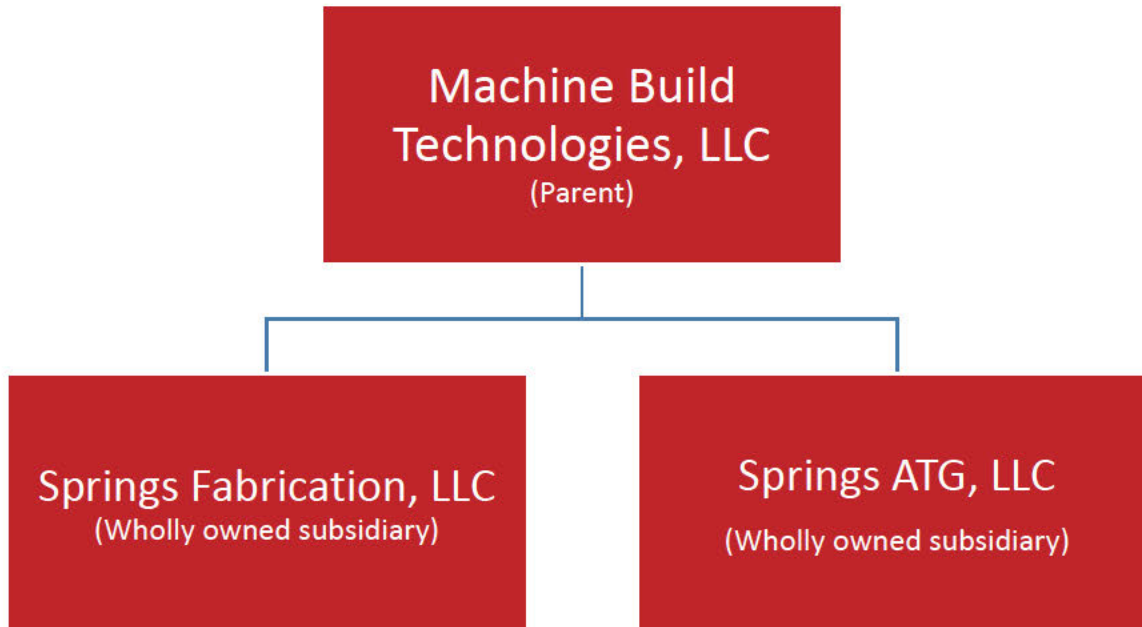 Machine Build
Technologies, LLC
(Parent)
Springs Fabrication, LLC
(Wholly owned subsidiary)
Springs ATG, LLC
(Wholly owned subsidiary)